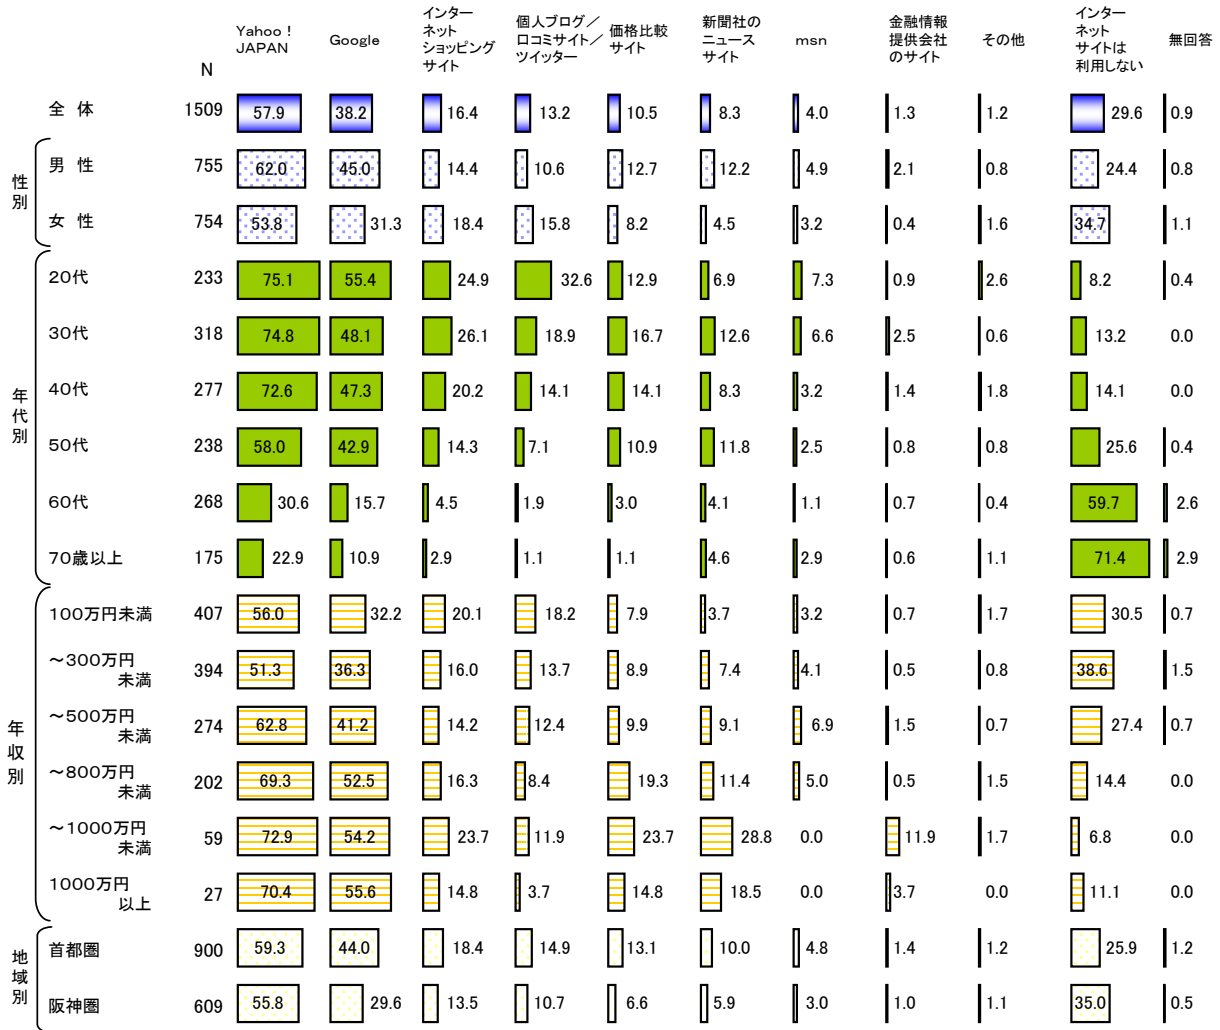 Yahoo！
JAPAN
Google
インター
ネット
ショッピング
サイト
個人ブログ／
口コミサイト／
ツイッター
価格比較
サイト
新聞社の
ニュース
サイト
msn
金融情報
提供会社
のサイト
その他
インター
ネット
サイトは
利用しない
無回答
N
全 体 1509 57.9 38.2 16.4 13.2 10.5 8.3 4.0 1.3 1.2 29.6 0.9
性別
男 性 755 62.0 45.0 14.4 10.6 12.7 12.2 4.9 2.1 0.8 24.4 0.8
女 性 754 53.8 31.3 18.4 15.8 8.2 4.5 3.2 0.4 1.6 34.7 1.1
年代別
20代 233 75.1 55.4 24.9 32.6 12.9 6.9 7.3 0.9 2.6 8.2 0.4
30代 318 74.8 48.1 26.1 18.9 16.7 12.6 6.6 2.5 0.6 13.2 0.0
40代 277 72.6 47.3 20.2 14.1 14.1 8.3 3.2 1.4 1.8 14.1 0.0
50代 238 58.0 42.9 14.3 7.1 10.9 11.8 2.5 0.8 0.8 25.6 0.4
60代 268 30.6 15.7 4.5 1.9 3.0 4.1 1.1 0.7 0.4 59.7 2.6
70歳以上 175 22.9 10.9 2.9 1.1 1.1 4.6 2.9 0.6 1.1 71.4 2.9
年収別
100万円未満 407 56.0 32.2 20.1 18.2 7.9 3.7 3.2 0.7 1.7 30.5 0.7
～300万円
未満 394 51.3 36.3 16.0 13.7 8.9 7.4 4.1 0.5 0.8 38.6 1.5
～500万円
未満 274 62.8 41.2 14.2 12.4 9.9 9.1 6.9 1.5 0.7 27.4 0.7
～800万円
未満 202 69.3 52.5 16.3 8.4 19.3 11.4 5.0 0.5 1.5 14.4 0.0
～1000万円
未満 59 72.9 54.2 23.7 11.9 23.7 28.8 0.0 11.9 1.7 6.8 0.0
1000万円
以上 27 70.4 55.6 14.8 3.7 14.8 18.5 0.0 3.7 0.0 11.1 0.0
地域別
首都圏 900 59.3 44.0 18.4 14.9 13.1 10.0 4.8 1.4 1.2 25.9 1.2
阪神圏 609 55.8 29.6 13.5 10.7 6.6 5.9 3.0 1.0 1.1 35.0 0.5